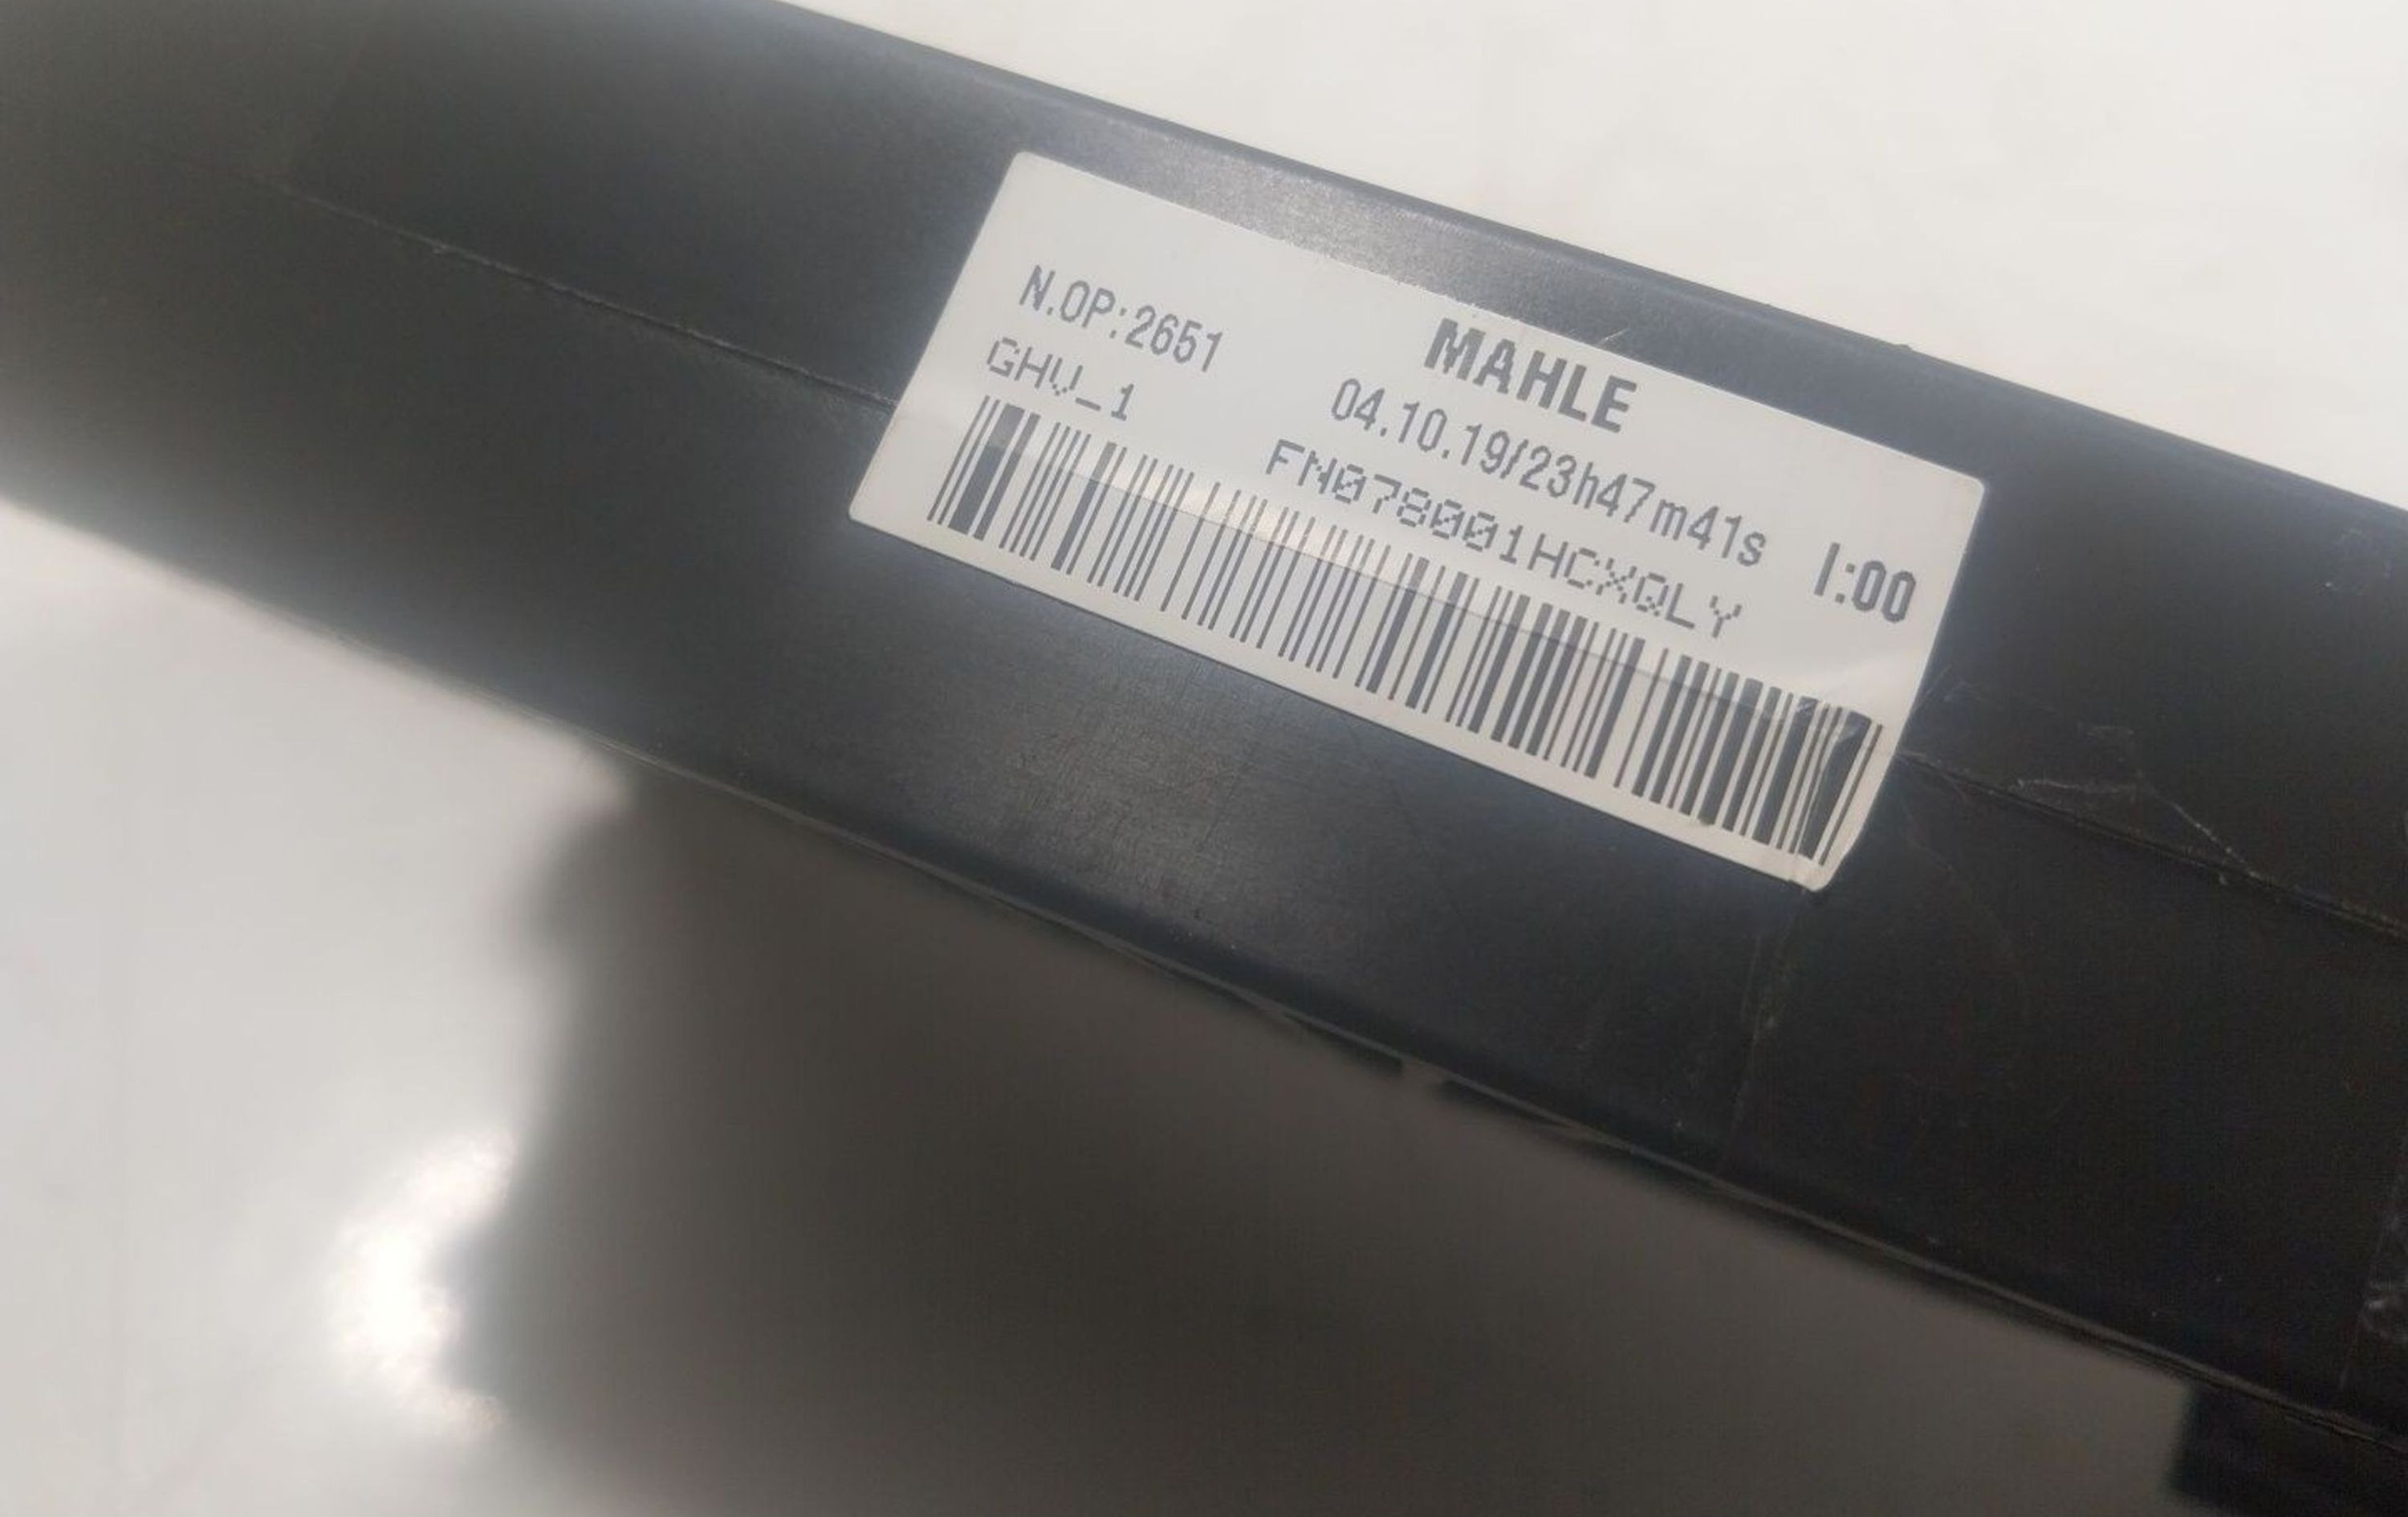 MAHLE
N.OP:2651 04.10.19/23h47m41s I:00
GHV_1 FN078001HCXQLY